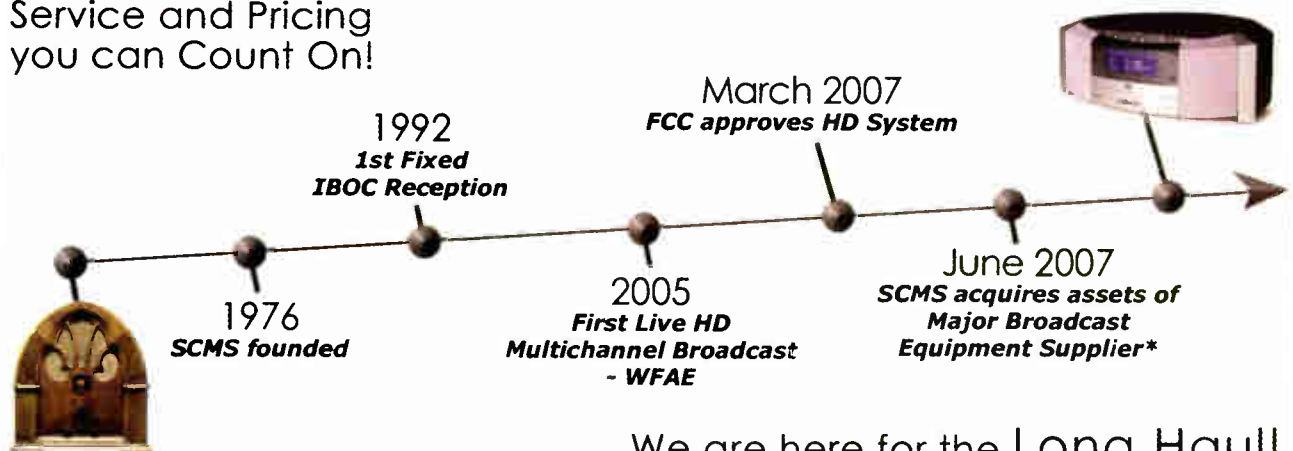 Service and Pricing
you can Count On!
March 2007
FCC approves HD System
1992
1st Fixed
IBOC Reception
1976
SCMS founded
2005
First Live HD
Multichannel Broadcast
- WFAE
June 2007
SCMS acquires assets of
Major Broadcast
Equipment Supplier*
We are here for the Long Haul!